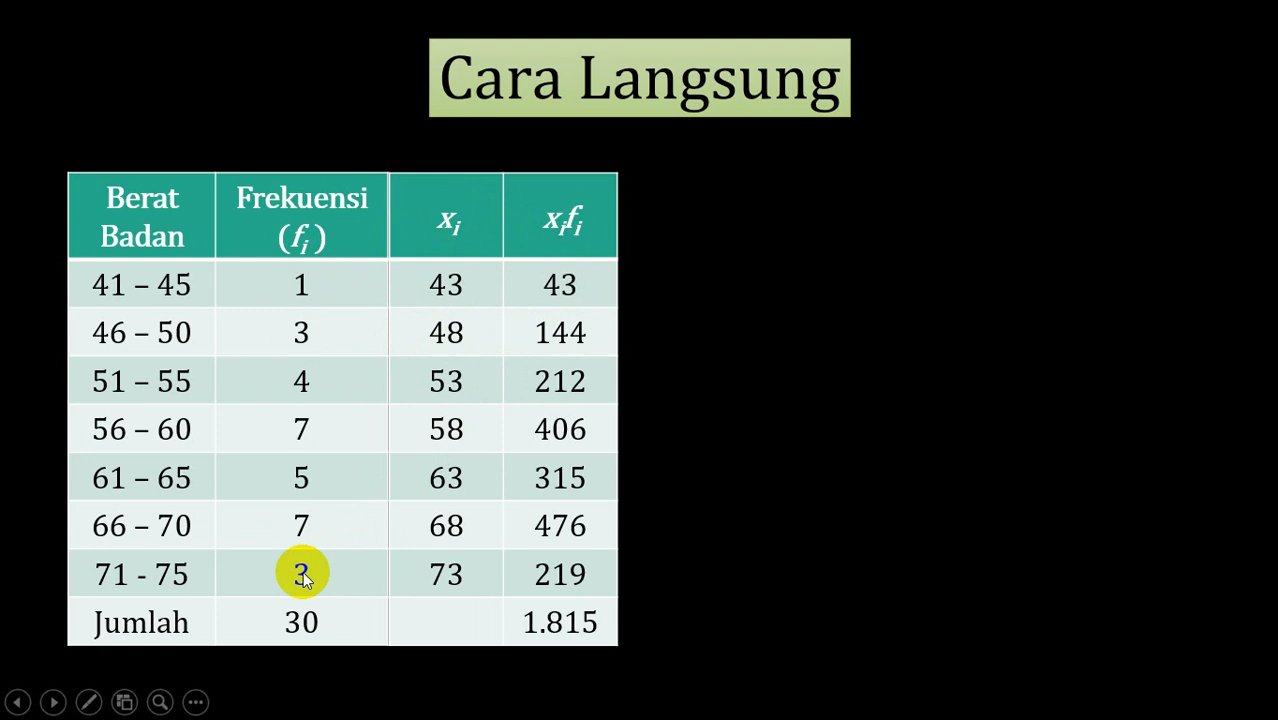 Cara Langsung
Berat Badan Frekuensi (fi ) xi xifi
41 – 45 1 43 43
46 – 50 3 48 144
51 – 55 4 53 212
56 – 60 7 58 406
61 – 65 5 63 315
66 – 70 7 68 476
71 - 75 3 73 219
Jumlah 30 1.815